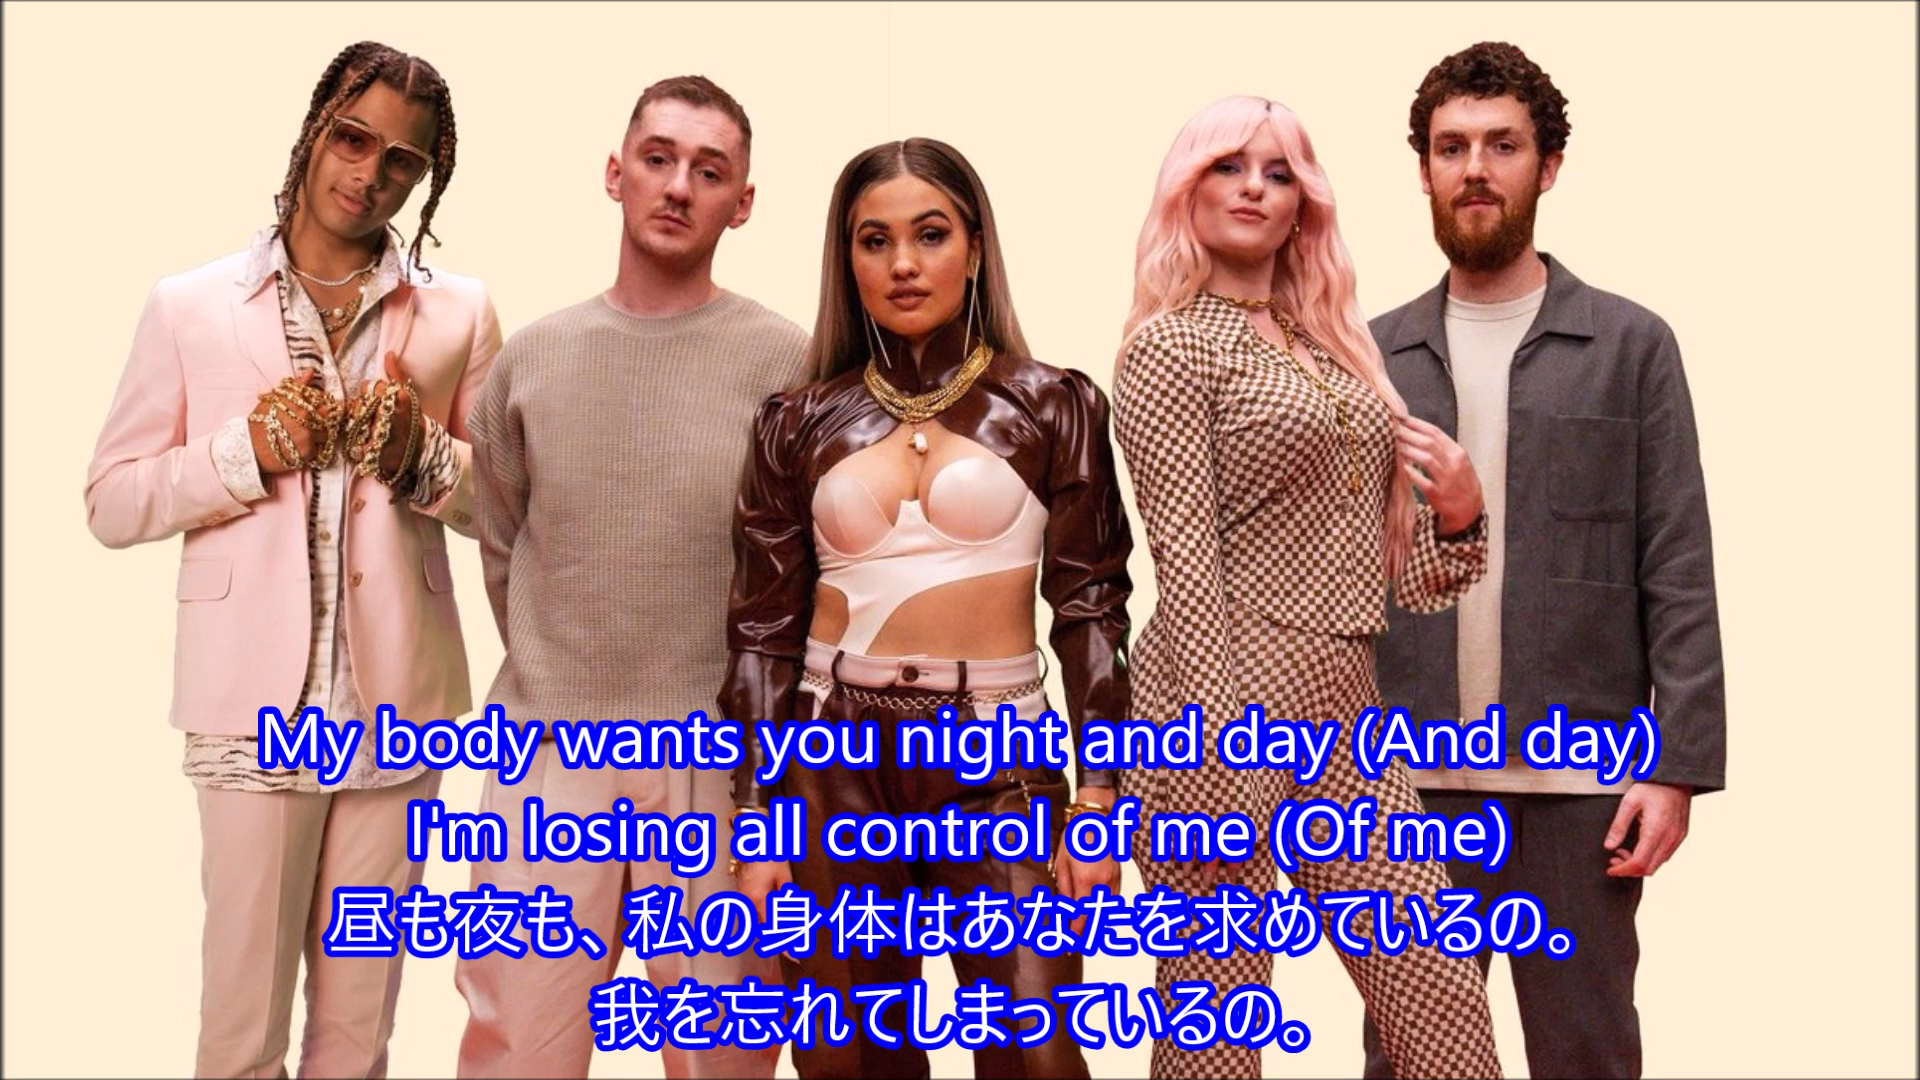 My body wants you night and day (And day)
I'm losing all control of me (Of me)
昼も夜も、私の身体はあなたを求めているの。
我を忘れてしまっているの。